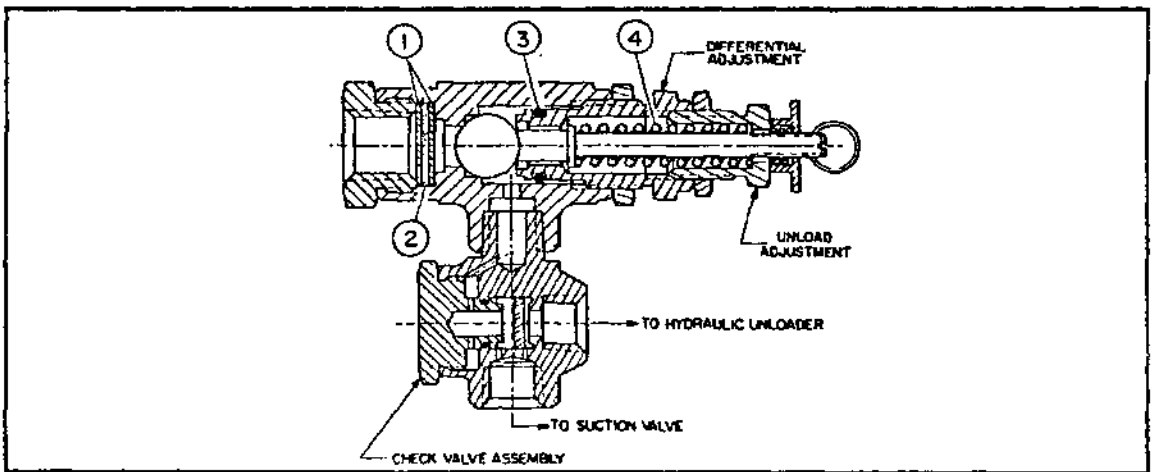 1
3
4
DIFFERENTIAL
ADJUSTMENT
2
UNLOAD
ADJUSTMENT
TO HYDRAULIC UNLOADER
TO SUCTION VALVE
CHECK VALVE ASSEMBLY